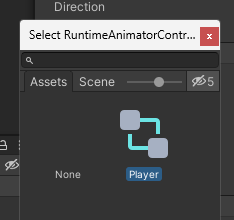 Direction
Select RuntimeAnimatorContr... x
Assets Scene 5
None Player